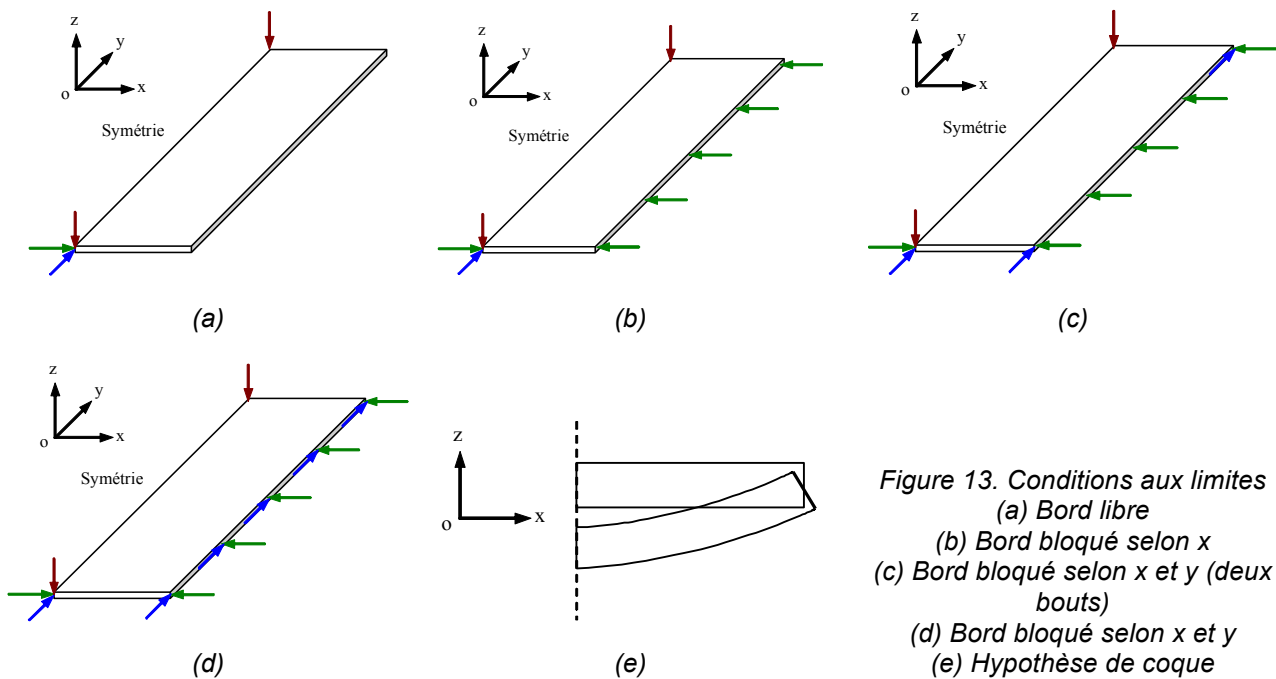 z
y
o
x
Symétrie
(a)
z
y
o
x
Symétrie
(b)
z
y
o
x
Symétrie
(c)
z
y
o
x
Symétrie
(d)
z
o
x
(e)
Figure 13. Conditions aux limites
(a) Bord libre
(b) Bord bloqué selon x
(c) Bord bloqué selon x et y (deux
bouts)
(d) Bord bloqué selon x et y
(e) Hypothèse de coque